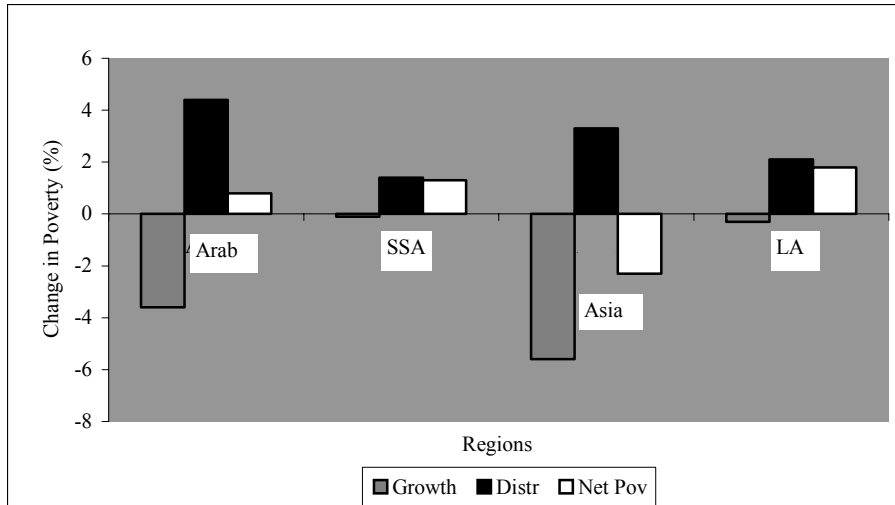 6
4
2
0
-2
-4
-6
-8
Change in Poverty (%)
Arab
SSA
Asia
LA
Regions
Growth Distr Net Pov